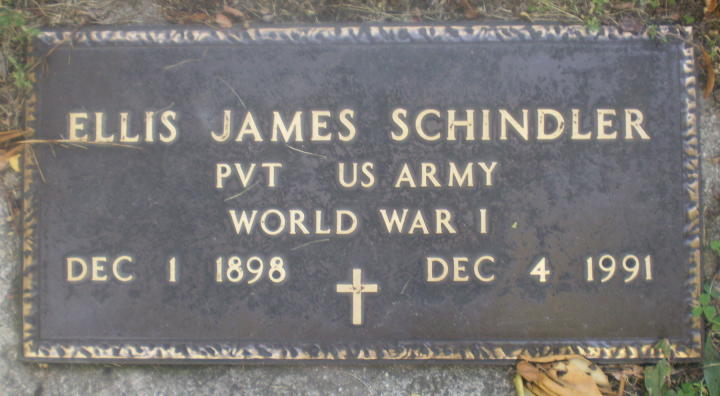 ELLIS JAMES SCHINDLER
PVT US ARMY
WORLD WAR I
DEC 1 1898 DEC 4 1991